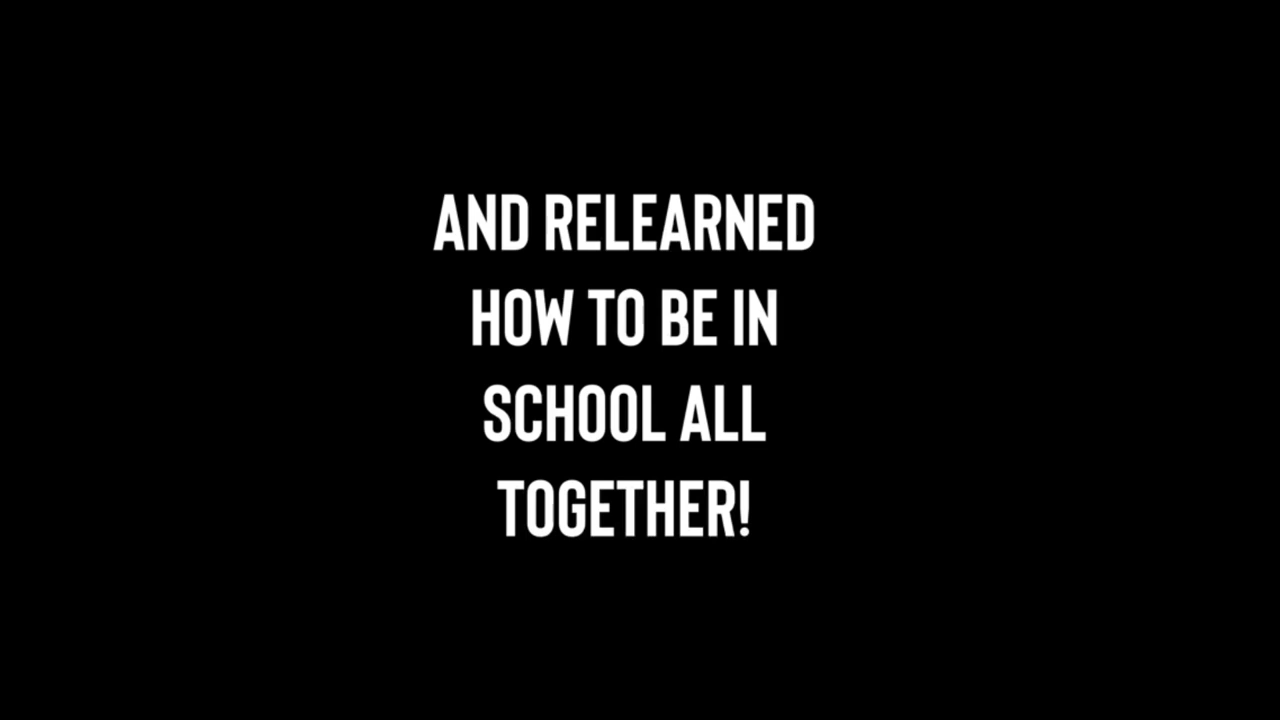 AND RELEARNED
HOW TO BE IN
SCHOOL ALL
TOGETHER!